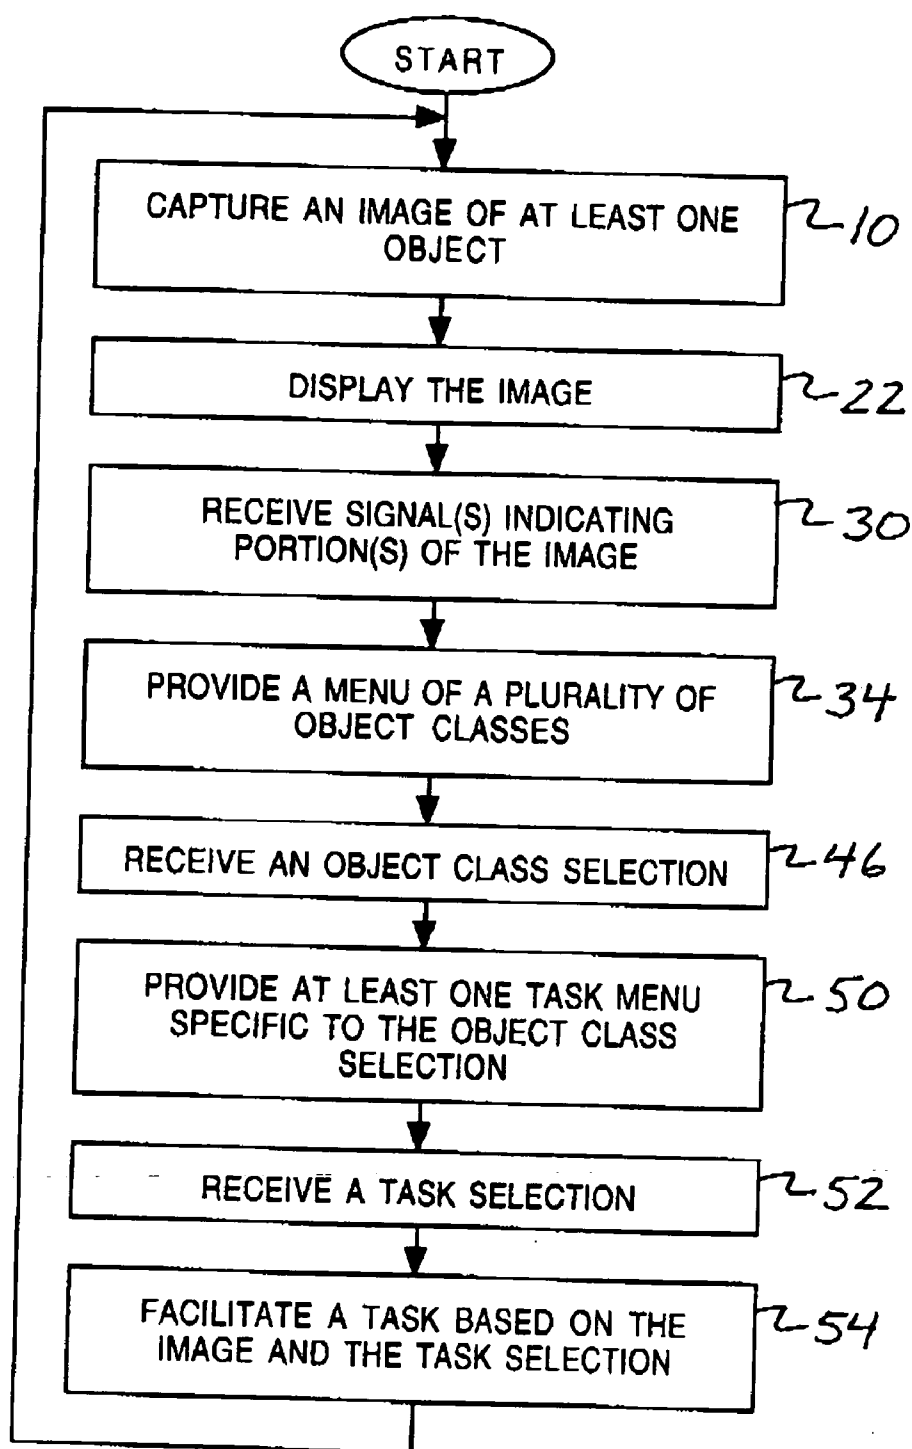 START
CAPTURE AN IMAGE OF AT LEAST ONE
OBJECT
10
DISPLAY THE IMAGE
22
RECEIVE SIGNAL(S) INDICATING
PORTION(S) OF THE IMAGE
30
PROVIDE A MENU OF A PLURALITY OF
OBJECT CLASSES
34
RECEIVE AN OBJECT CLASS SELECTION
46
PROVIDE AT LEAST ONE TASK MENU
SPECIFIC TO THE OBJECT CLASS
SELECTION
50
RECEIVE A TASK SELECTION
52
FACILITATE A TASK BASED ON THE
IMAGE AND THE TASK SELECTION
54